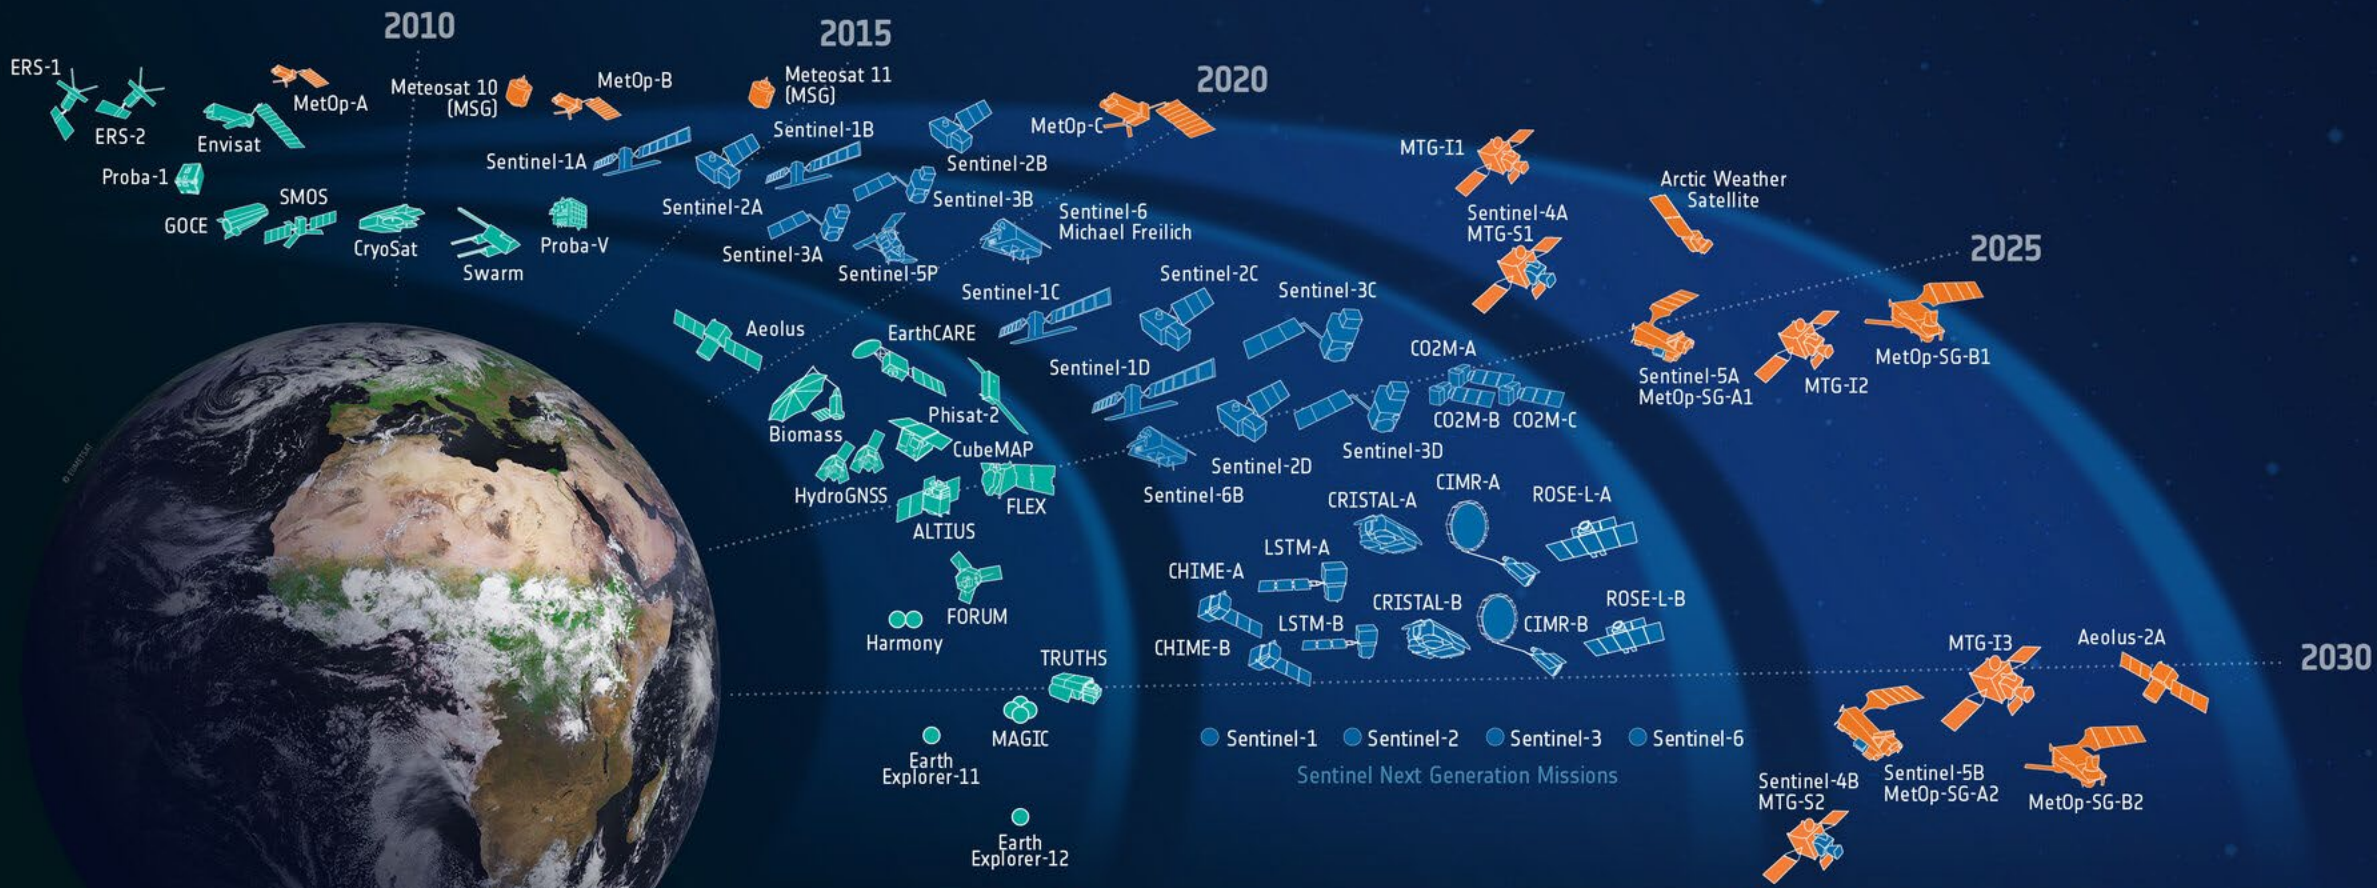 2010
2015
2020
2025
2030
ERS-1
ERS-2
MetOp-A
Envisat
Proba-1
GOCE
SMOS
CryoSat
Swarm
Proba-V
Meteosat 10
(MSG)
MetOp-B
Meteosat 11
(MSG)
Sentinel-1A
Sentinel-1B
Sentinel-2A
Sentinel-2B
Sentinel-3A
Sentinel-3B
Sentinel-5P
MetOp-C
Sentinel-6
Michael Freilich
MTG-I1
Sentinel-4A
MTG-S1
Arctic Weather
Satellite
Aeolus
EarthCARE
Biomass
Phisat-2
CubeMAP
HydroGNSS
ALTIUS
FLEX
Sentinel-1C
Sentinel-2C
Sentinel-3C
Sentinel-1D
Sentinel-2D
Sentinel-3D
Sentinel-6B
CO2M-A
CO2M-B
CO2M-C
Sentinel-5A
MetOp-SG-A1
MTG-I2
MetOp-SG-B1
FORUM
Harmony
TRUTHS
MAGIC
Earth
Explorer-11
Earth
Explorer-12
CHIME-A
LSTM-A
CRISTAL-A
CIMR-A
ROSE-L-A
CHIME-B
LSTM-B
CRISTAL-B
CIMR-B
ROSE-L-B
Sentinel-1
Sentinel-2
Sentinel-3
Sentinel-6
Sentinel Next Generation Missions
MTG-I3
Aeolus-2A
Sentinel-4B
MTG-S2
Sentinel-5B
MetOp-SG-A2
MetOp-SG-B2
© EUMETSAT